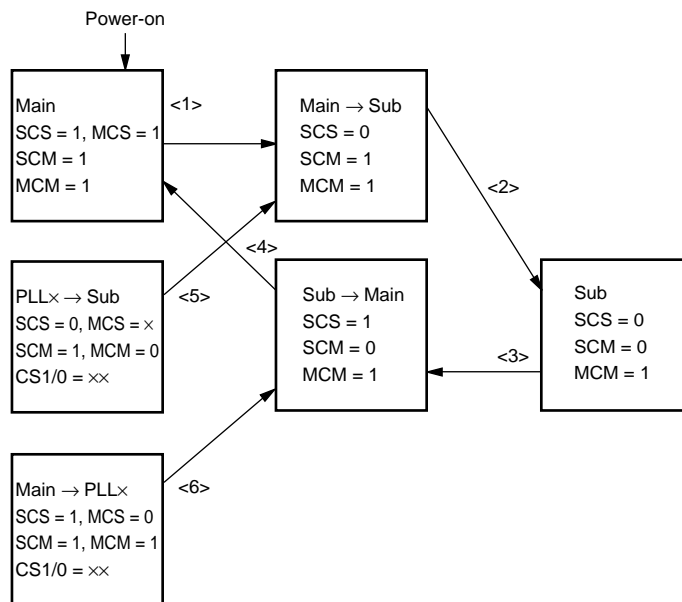 Power-on
Main
SCS = 1, MCS = 1
SCM = 1
MCM = 1
<1>
Main → Sub
SCS = 0
SCM = 1
MCM = 1
<2>
<4>
<5>
PLL× → Sub
SCS = 0, MCS = ×
SCM = 1, MCM = 0
CS1/0 = ××
Sub → Main
SCS = 1
SCM = 0
MCM = 1
<3>
Sub
SCS = 0
SCM = 0
MCM = 1
Main → PLL×
SCS = 1, MCS = 0
SCM = 1, MCM = 1
CS1/0 = ××
<6>